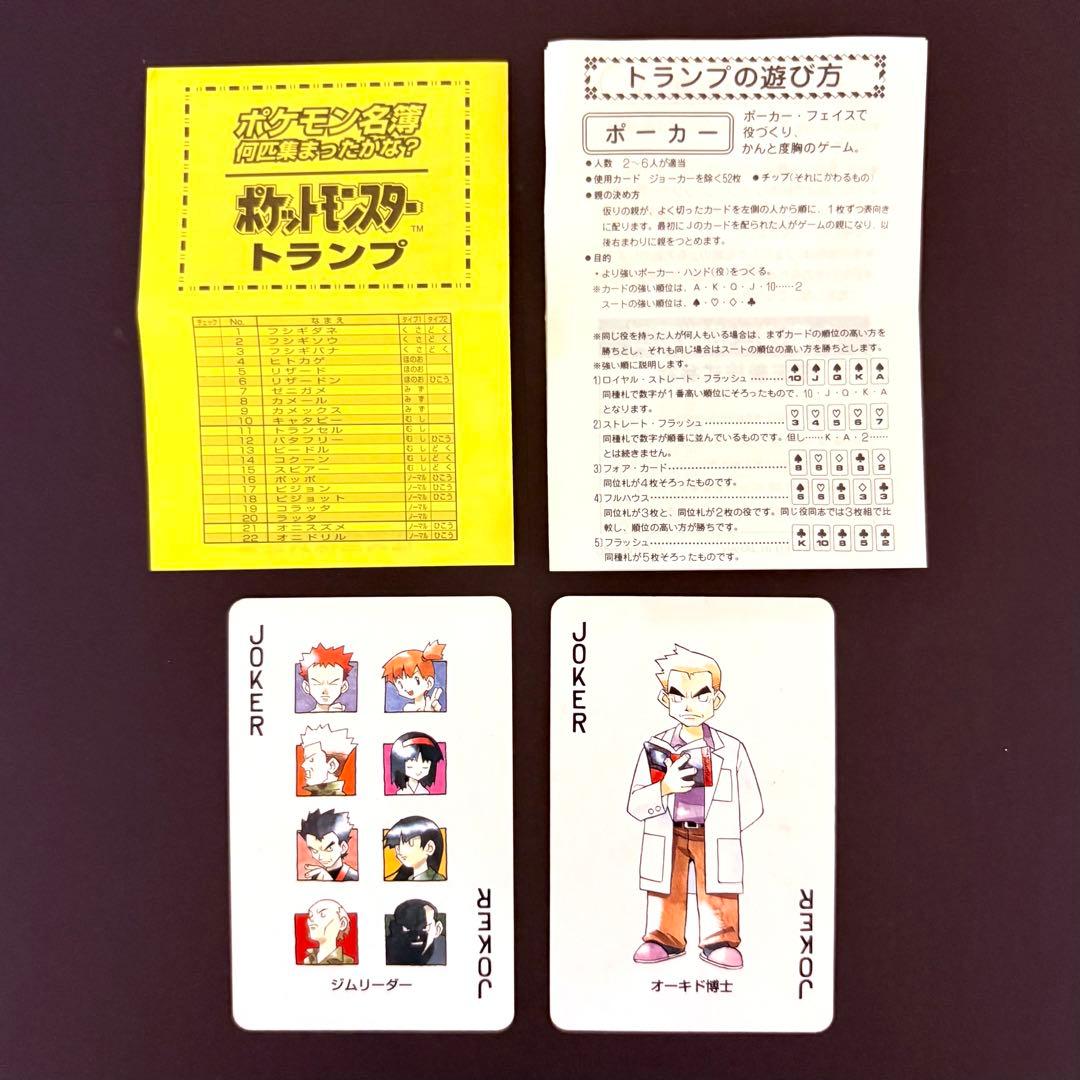 ポケモン名簿
何匹集まったかな?
ポケットモンスター™
トランプ
チェック No. なまえ タイプ1 タイプ2
1 フシギダネ くさ どく
2 フシギソウ くさ どく
3 フシギバナ くさ どく
4 ヒトカゲ ほのお
5 リザード ほのお
6 リザードン ほのお ひこう
7 ゼニガメ みず
8 カメール みず
9 カメックス みず
10 キャタピー むし
11 トランセル むし
12 バタフリー むし ひこう
13 ビードル むし どく
14 コクーン むし どく
15 スピアー むし どく
16 ポッポ ノーマル ひこう
17 ピジョン ノーマル ひこう
18 ピジョット ノーマル ひこう
19 コラッタ ノーマル
20 ラッタ ノーマル
21 オニスズメ ノーマル ひこう
22 オニドリル ノーマル ひこう
トランプの遊び方
ポーカー
ポーカー・フェイスで
役づくり、
かんと度胸のゲーム。
●人数 2〜6人が適当
●使用カード ジョーカーを除く52枚 ●チップ(それにかわるもの)
●親の決め方
仮りの親が、よく切ったカードを左側の人から順に、1枚ずつ表向き
に配ります。最初にJのカードを配られた人がゲームの親になり、以
後右まわりに親をつとめます。
●目的
・より強いポーカー・ハンド(役)をつくる。
※カードの強い順位は、A・K・Q・J・10……2
スートの強い順位は、♠・♡・♢・♣
※同じ役を持った人が何人もいる場合は、まずカードの順位の高い方を
勝ちとし、それも同じ場合はスートの順位の高い方を勝ちとします。
※強い順に説明します。
1)ロイヤル・ストレート・フラッシュ………… ♠10 ♠J ♠Q ♠K ♠A
同種札で数字が1番高い順位にそろったもので、10・J・Q・K・A
となります。
2)ストレート・フラッシュ………………… ♡3 ♡4 ♡5 ♡6 ♡7
同種札で数字が順番に並んでいるものです。但し……K・A・2……
とは続きません。
3)フォア・カード………………………… ♠8 ♡8 ♢8 ♣8 ♢2
同位札が4枚そろったものです。
4)フルハウス……………………………… ♠6 ♡6 ♣6 ♢3 ♣3
同位札が3枚と、同位札が2枚の役です。同じ役同志では3枚組で比
較し、順位の高い方が勝ちです。
5)フラッシュ……………………………… ♣K ♣10 ♣8 ♣5 ♣2
同種札が5枚そろったものです。
JOKER
ジムリーダー
JOKER
JOKER
オーキド博士
JOKER